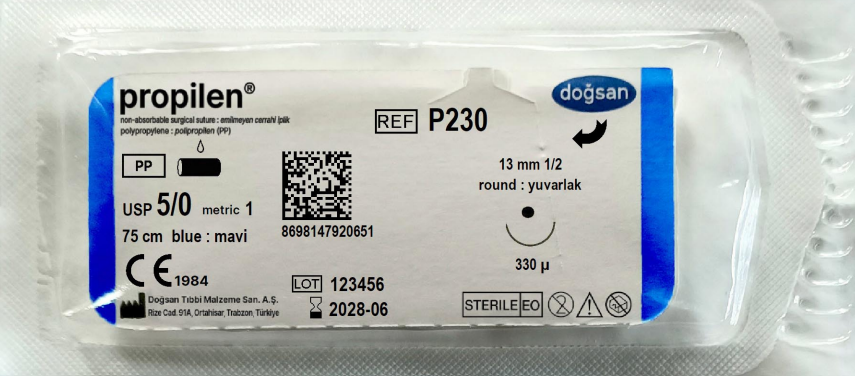 propilen®
non-absorbable surgical suture : emilmeyen cerrahi iplik
polypropylene : polipropilen (PP)
doğsan
REF P230
PP
13 mm 1/2
round : yuvarlak
USP 5/0 metric 1
8698147920651
75 cm blue : mavi
330 µ
CE 1984
LOT 123456
Doğsan Tıbbi Malzeme San. A.Ş.
Rize Cad. 91A, Ortahisar, Trabzon, Türkiye
2028-06
STERILE EO
2